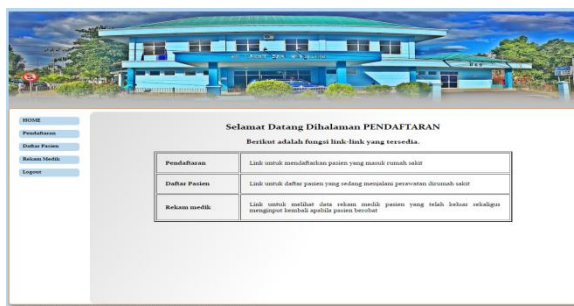 HOME
Pendaftaran
Daftar Pasien
Rekam Medik
Logout
Selamat Datang Dihalaman PENDAFTARAN
Berikut adalah fungsi link-link yang tersedia.
Pendaftaran
Link untuk mendaftarkan pasien yang masuk rumah sakit
Daftar Pasien
Link untuk daftar pasien yang sedang menjalani perawatan dirumah sakit
Rekam medik
Link untuk melihat data rekam medik pasien yang telah keluar sekaligus
menginput kembali apabila pasien berobat